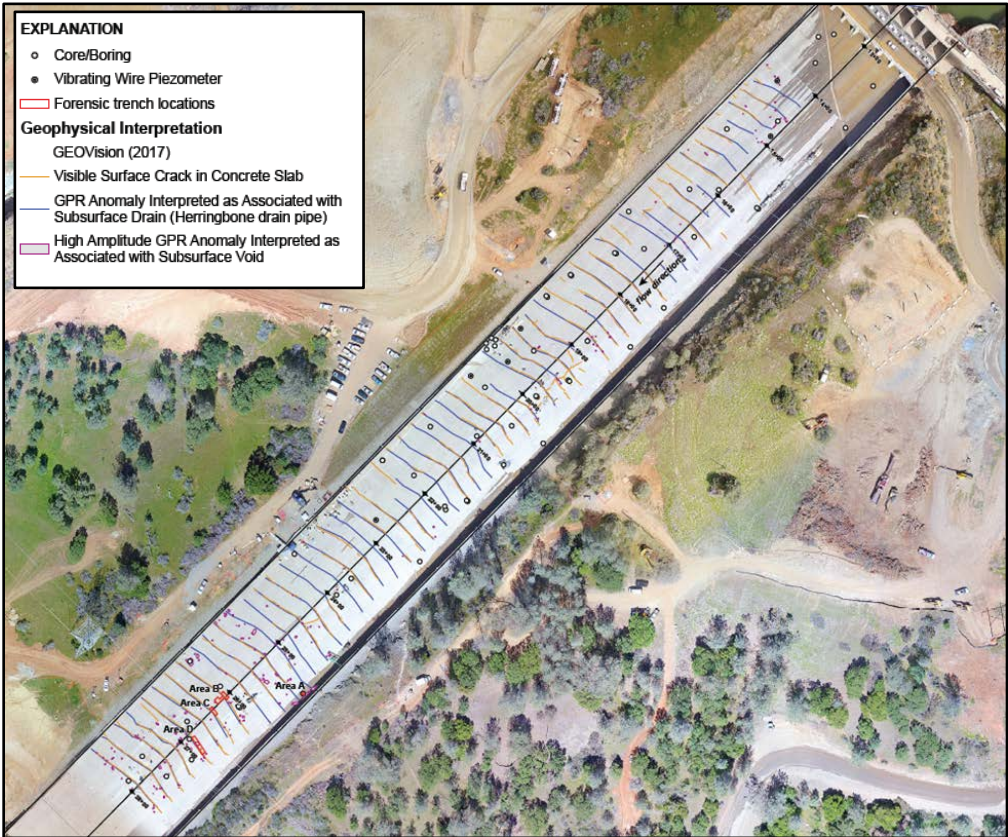 EXPLANATION
Core/Boring
Vibrating Wire Piezometer
Forensic trench locations
Geophysical Interpretation
GEOVision (2017)
Visible Surface Crack in Concrete Slab
GPR Anomaly Interpreted as Associated with
Subsurface Drain (Herringbone drain pipe)
High Amplitude GPR Anomaly Interpreted as
Associated with Subsurface Void
flow direction
Area A
Area B
Area C
Area D